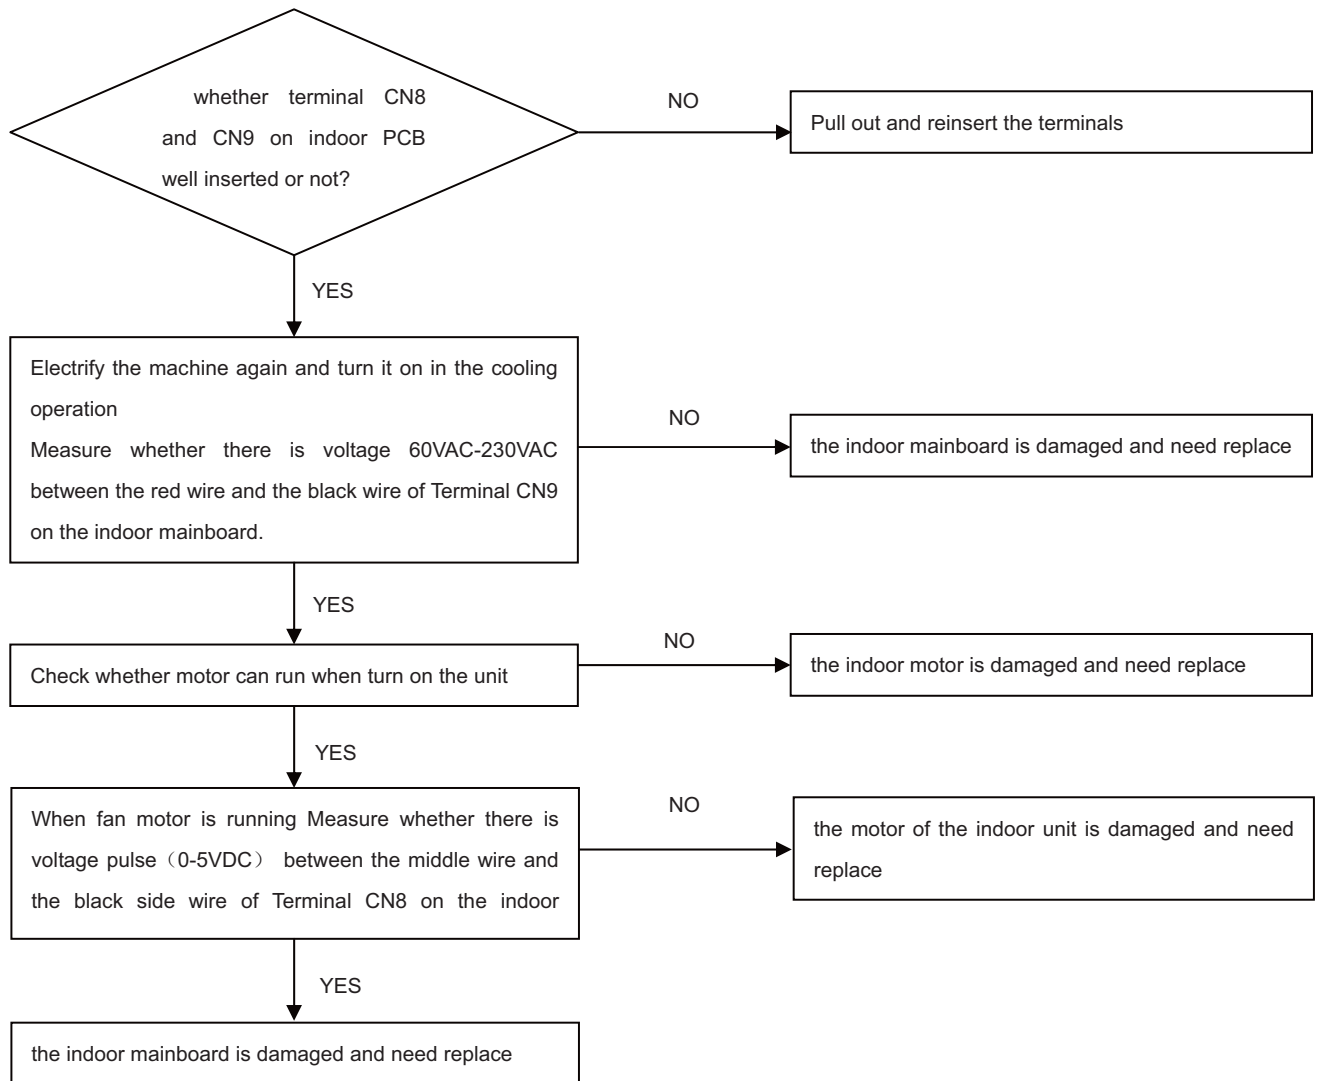 whether terminal CN8
and CN9 on indoor PCB
well inserted or not?
NO
Pull out and reinsert the terminals
YES
Electrify the machine again and turn it on in the cooling
operation
Measure whether there is voltage 60VAC-230VAC
between the red wire and the black wire of Terminal CN9
on the indoor mainboard.
NO
the indoor mainboard is damaged and need replace
YES
Check whether motor can run when turn on the unit
NO
the indoor motor is damaged and need replace
YES
When fan motor is running Measure whether there is
voltage pulse（0-5VDC） between the middle wire and
the black side wire of Terminal CN8 on the indoor
NO
the motor of the indoor unit is damaged and need
replace
YES
the indoor mainboard is damaged and need replace